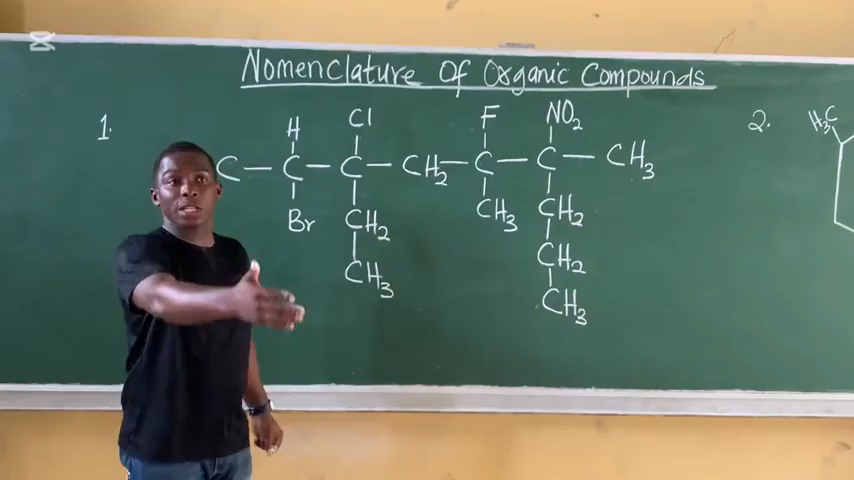 Nomenclature Of Organic Compounds
1.
2.
H Cl F NO₂ H₃C
C — C — C — CH₂ — C — C — CH₃
Br CH₂ CH₃ CH₂
CH₃ CH₂
CH₃